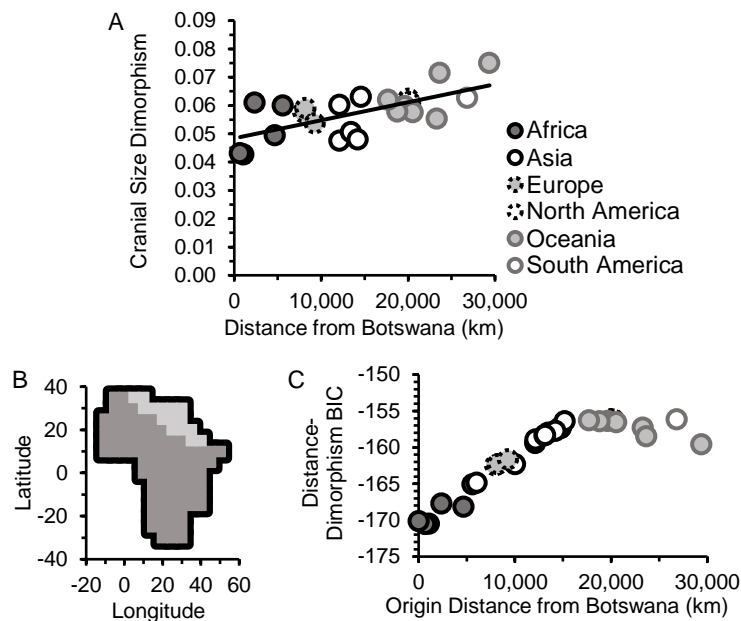 A
Cranial Size Dimorphism
0.09
0.08
0.07
0.06
0.05
0.04
0.03
0.02
0.01
0.00
0 10,000 20,000 30,000
Distance from Botswana (km)
Africa
Asia
Europe
North America
Oceania
South America
B
Latitude
40
20
0
-20
-40
-20 0 20 40 60
Longitude
C
Distance-
Dimorphism BIC
-150
-155
-160
-165
-170
-175
0 10,000 20,000 30,000
Origin Distance from Botswana (km)